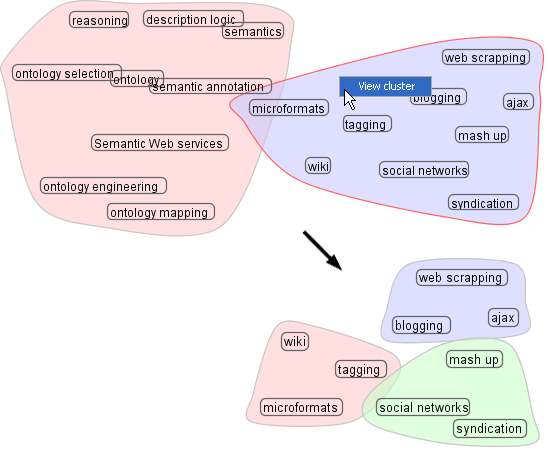 reasoning
description logic
semantics
web scrapping
ontology selection
ontology
semantic annotation
View cluster
blogging
ajax
microformats
tagging
mash up
Semantic Web services
wiki
social networks
ontology engineering
syndication
ontology mapping
web scrapping
blogging
ajax
wiki
tagging
mash up
microformats
social networks
syndication